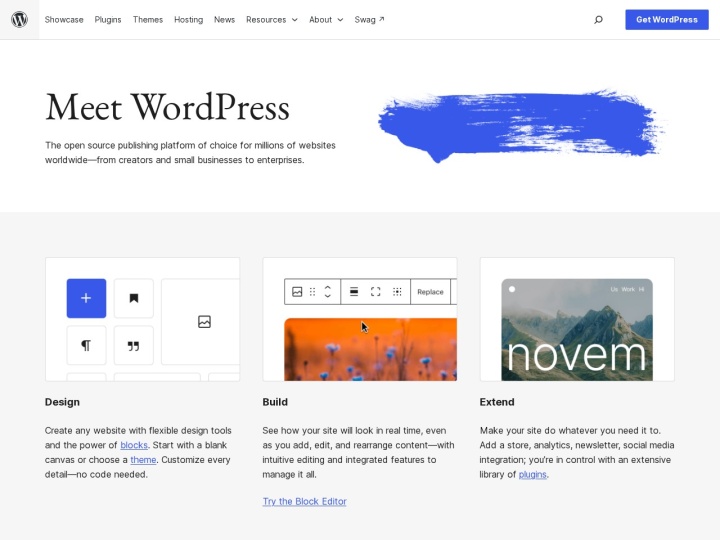 Showcase Plugins Themes Hosting News Resources About Swag ↗ Get WordPress
Meet WordPress
The open source publishing platform of choice for millions of websites
worldwide—from creators and small businesses to enterprises.
Replace
Us Work Hi
novem
Design
Create any website with flexible design tools
and the power of blocks. Start with a blank
canvas or choose a theme. Customize every
detail—no code needed.
Build
See how your site will look in real time, even
as you add, edit, and rearrange content—with
intuitive editing and integrated features to
manage it all.
Try the Block Editor
Extend
Make your site do whatever you need it to.
Add a store, analytics, newsletter, social media
integration; you're in control with an extensive
library of plugins.